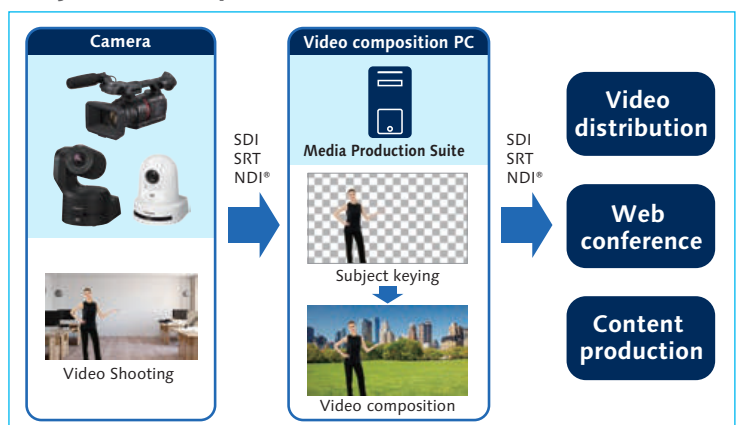 Camera
Video Shooting
SDI
SRT
NDI®
Video composition PC
Media Production Suite
Subject keying
Video composition
SDI
SRT
NDI®
Video
distribution
Web
conference
Content
production